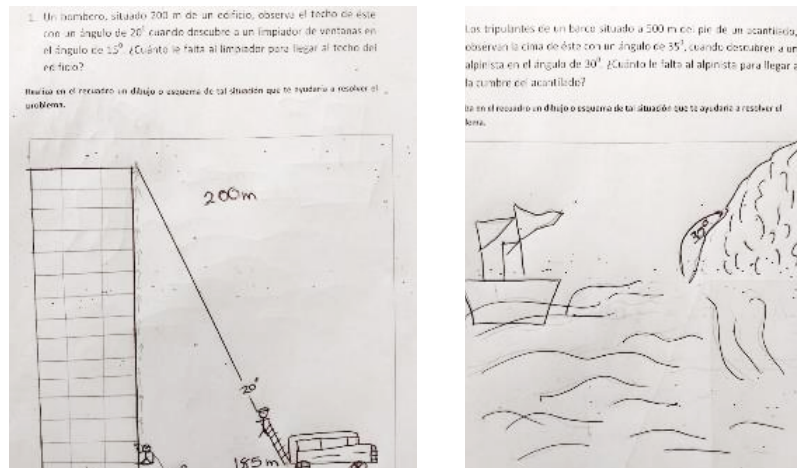 1. Un bombero, situado 200 m de un edificio, observa el techo de éste
con un ángulo de 20° cuando descubre a un limpiador de ventanas en
el ángulo de 15° ¿Cuánto le falta al limpiador para llegar al techo del
edificio?
Realiza en el recuadro un dibujo o esquema de tal situación que te ayudaría a resolver el
problema.
200m
20°
185m
Los tripulantes de un barco situado a 500 m del pie de un acantilado,
observan la cima de éste con un ángulo de 35°, cuando descubren a un
alpinista en el ángulo de 30° ¿Cuánto le falta al alpinista para llegar a
la cumbre del acantilado?
en el recuadro un dibujo o esquema de tal situación que te ayudaría a resolver el